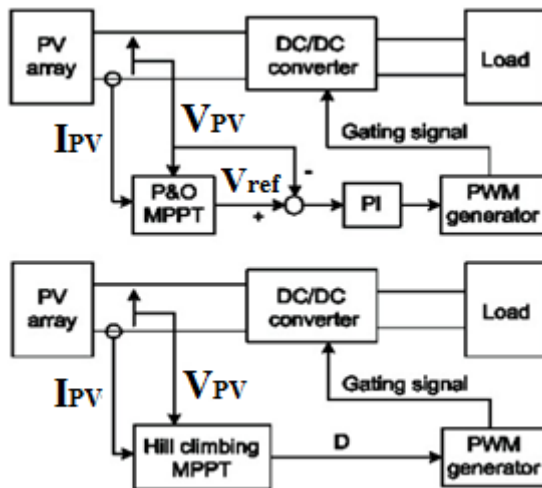 PV
array
DC/DC
converter
Load
IPV
VPV
Gating signal
P&O
MPPT
Vref
-
+
PI
PWM
generator
PV
array
DC/DC
converter
Load
IPV
VPV
Gating signal
Hill climbing
MPPT
D
PWM
generator